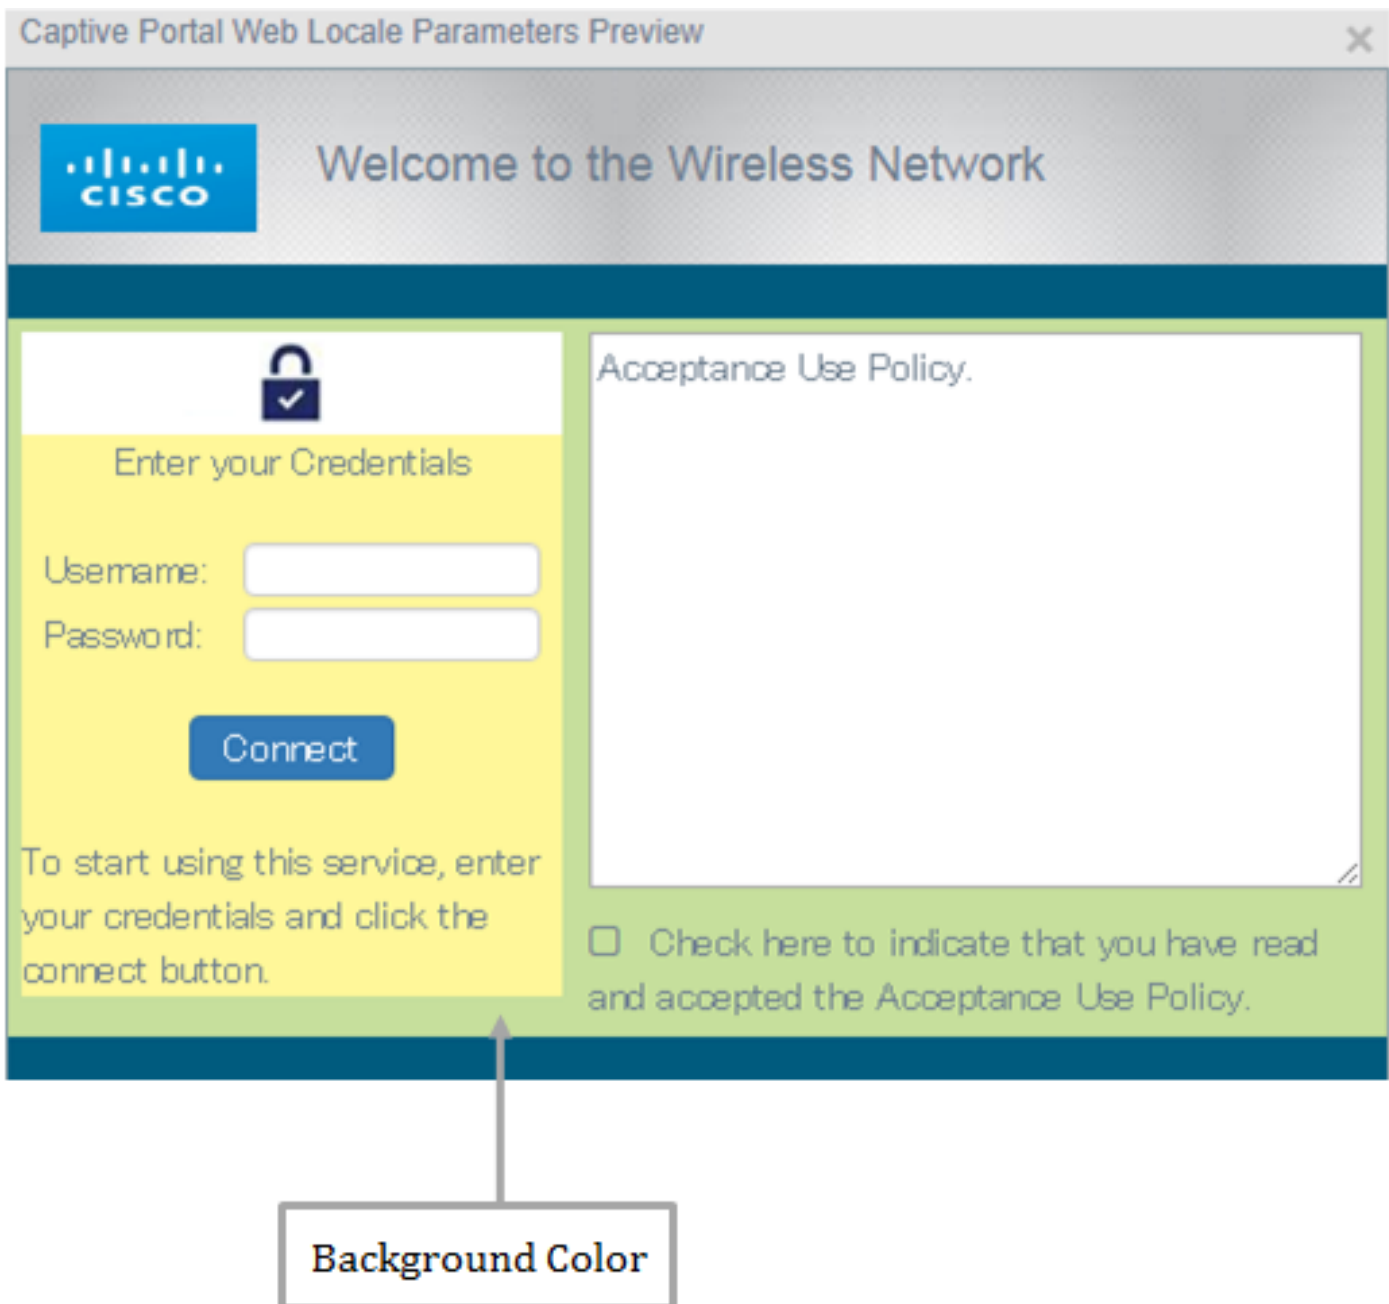 Captive Portal Web Locale Parameters Preview
CISCO
Welcome to the Wireless Network
Enter your Credentials
Username:
Password:
Connect
To start using this service, enter
your credentials and click the
connect button.
Acceptance Use Policy.
Check here to indicate that you have read
and accepted the Acceptance Use Policy.
Background Color